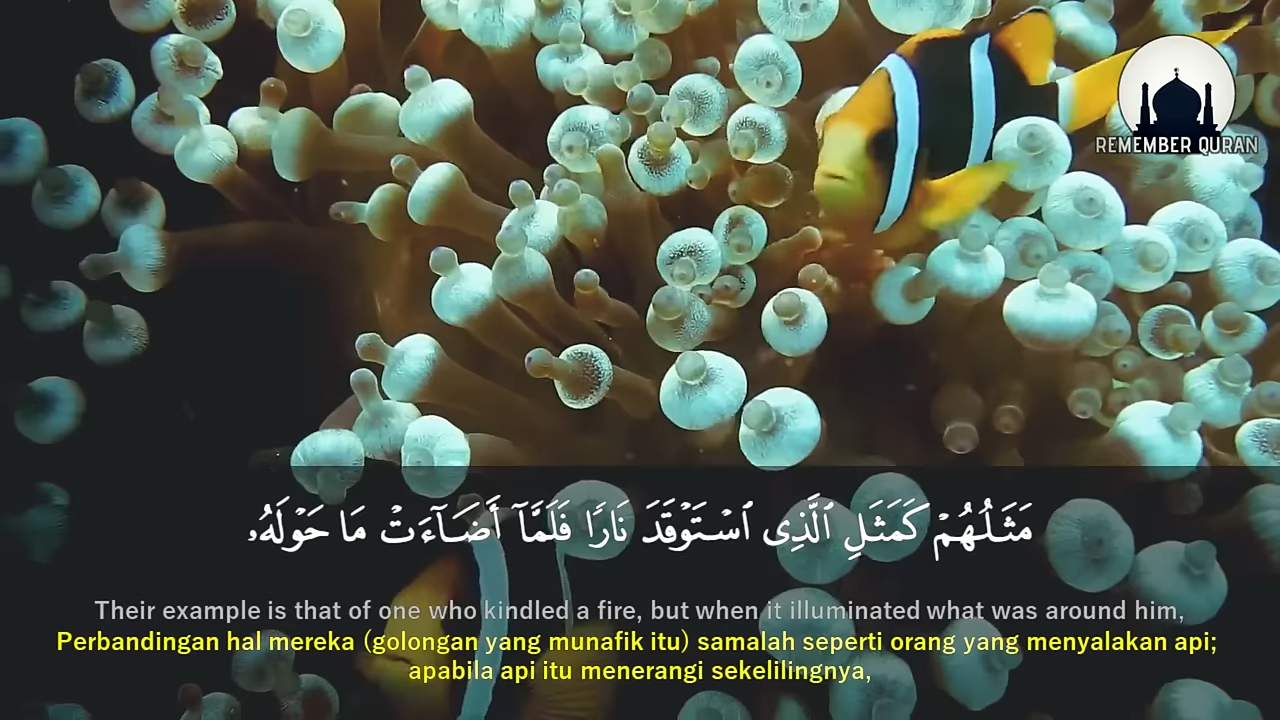 REMEMBER QURAN
مَثَلُهُمْ كَمَثَلِ ٱلَّذِى ٱسْتَوْقَدَ نَارًا فَلَمَّآ أَضَآءَتْ مَا حَوْلَهُۥ
Their example is that of one who kindled a fire, but when it illuminated what was around him,
Perbandingan hal mereka (golongan yang munafik itu) samalah seperti orang yang menyalakan api;
apabila api itu menerangi sekelilingnya,